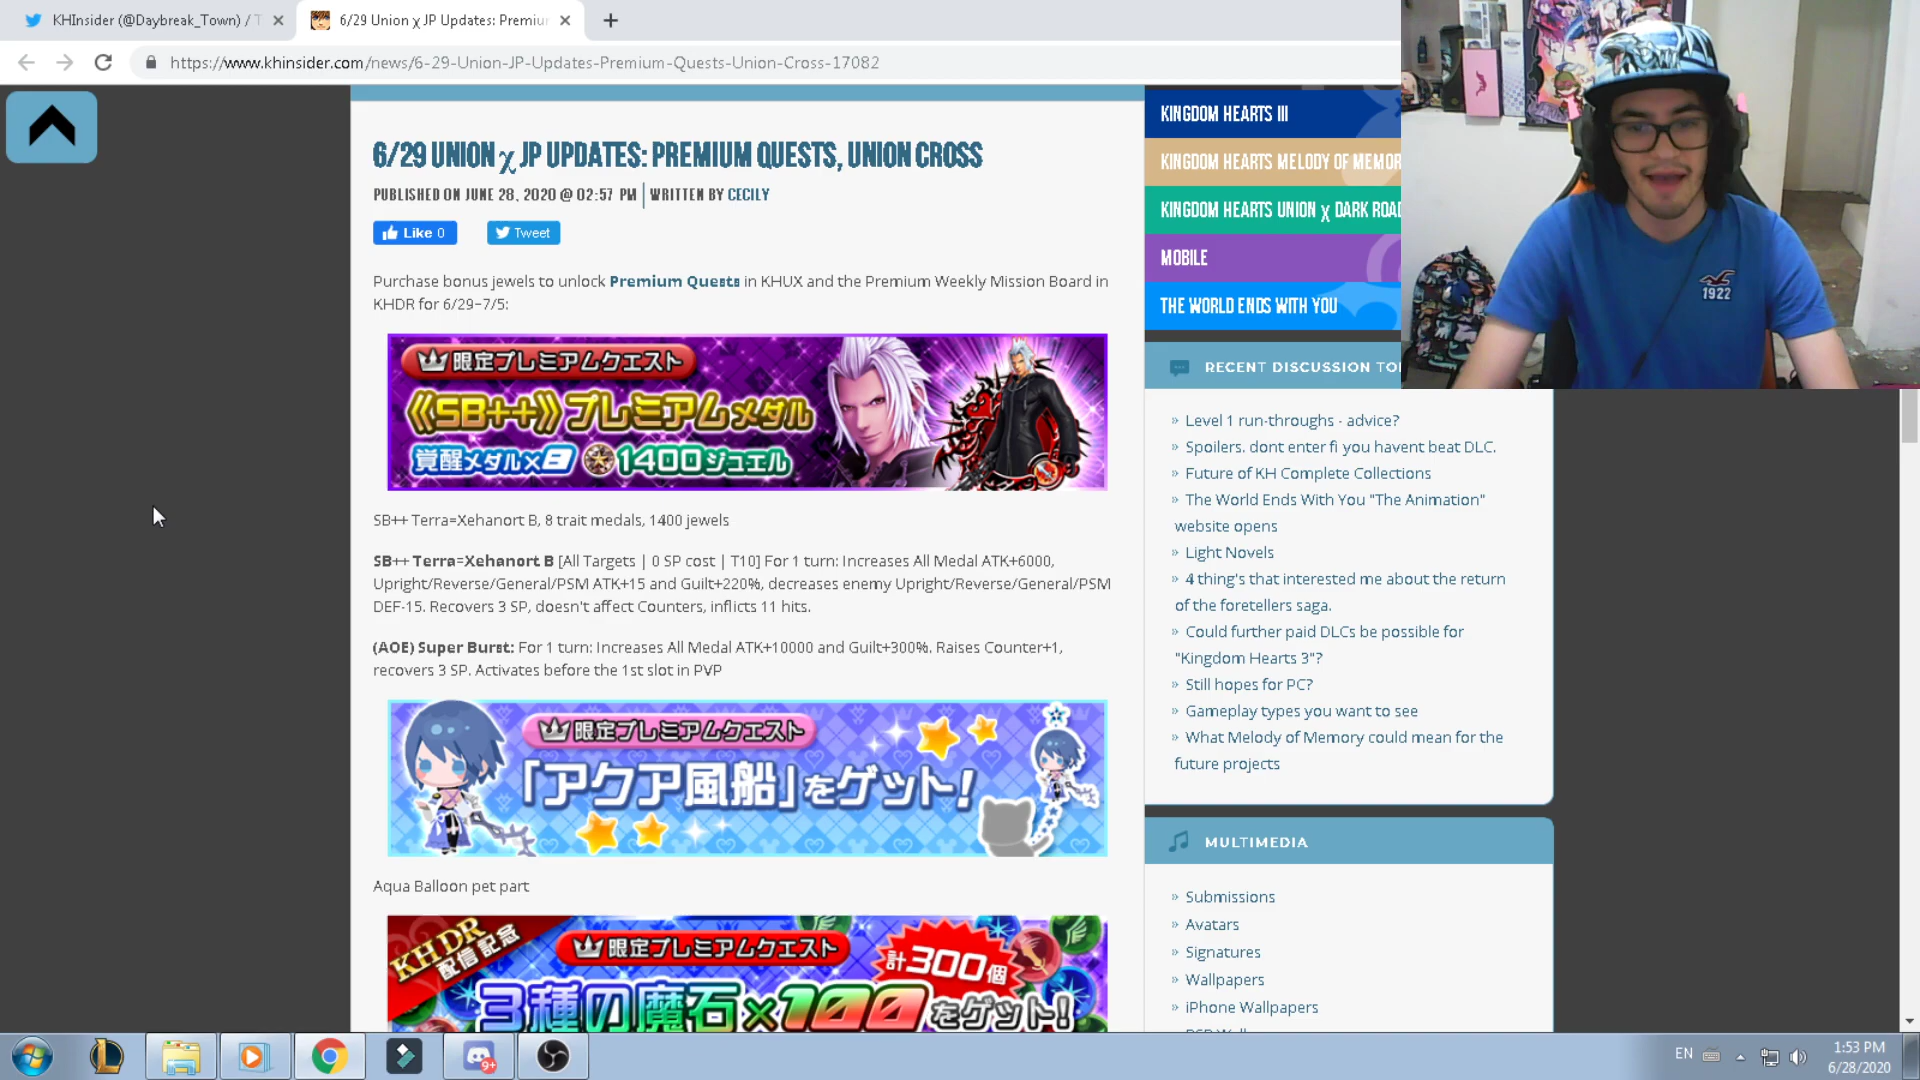 KHInsider (@Daybreak_Town) / T
6/29 Union χ JP Updates: Premiu
https://www.khinsider.com/news/6-29-Union-JP-Updates-Premium-Quests-Union-Cross-17082
6/29 UNION χ JP UPDATES: PREMIUM QUESTS, UNION CROSS
PUBLISHED ON JUNE 28, 2020 @ 02:57 PM | WRITTEN BY CECILY
Like 0
Tweet
Purchase bonus jewels to unlock Premium Quests in KHUX and the Premium Weekly Mission Board in
KHDR for 6/29-7/5:
限定プレミアムクエスト
《SB++》プレミアムメダル
覚醒メダル×8 1400ジュエル
SB++ Terra=Xehanort B, 8 trait medals, 1400 jewels
SB++ Terra=Xehanort B [All Targets | 0 SP cost | T10] For 1 turn: Increases All Medal ATK+6000,
Upright/Reverse/General/PSM ATK+15 and Guilt+220%, decreases enemy Upright/Reverse/General/PSM
DEF-15. Recovers 3 SP, doesn't affect Counters, inflicts 11 hits.
(AOE) Super Burst: For 1 turn: Increases All Medal ATK+10000 and Guilt+300%. Raises Counter+1,
recovers 3 SP. Activates before the 1st slot in PVP
限定プレミアムクエスト
「アクア風船」をゲット!
Aqua Balloon pet part
KHDR
配信記念
限定プレミアムクエスト
計300個
3種の魔石×100をゲット!
KINGDOM HEARTS III
KINGDOM HEARTS MELODY OF MEMOR
KINGDOM HEARTS UNION χ DARK ROAD
MOBILE
THE WORLD ENDS WITH YOU
RECENT DISCUSSION TO
» Level 1 run-throughs - advice?
» Spoilers. dont enter fi you havent beat DLC.
» Future of KH Complete Collections
» The World Ends With You "The Animation"
website opens
» Light Novels
» 4 thing's that interested me about the return
of the foretellers saga.
» Could further paid DLCs be possible for
"Kingdom Hearts 3"?
» Still hopes for PC?
» Gameplay types you want to see
» What Melody of Memory could mean for the
future projects
MULTIMEDIA
» Submissions
» Avatars
» Signatures
» Wallpapers
» iPhone Wallpapers
1922
9+
EN
1:53 PM
6/28/2020